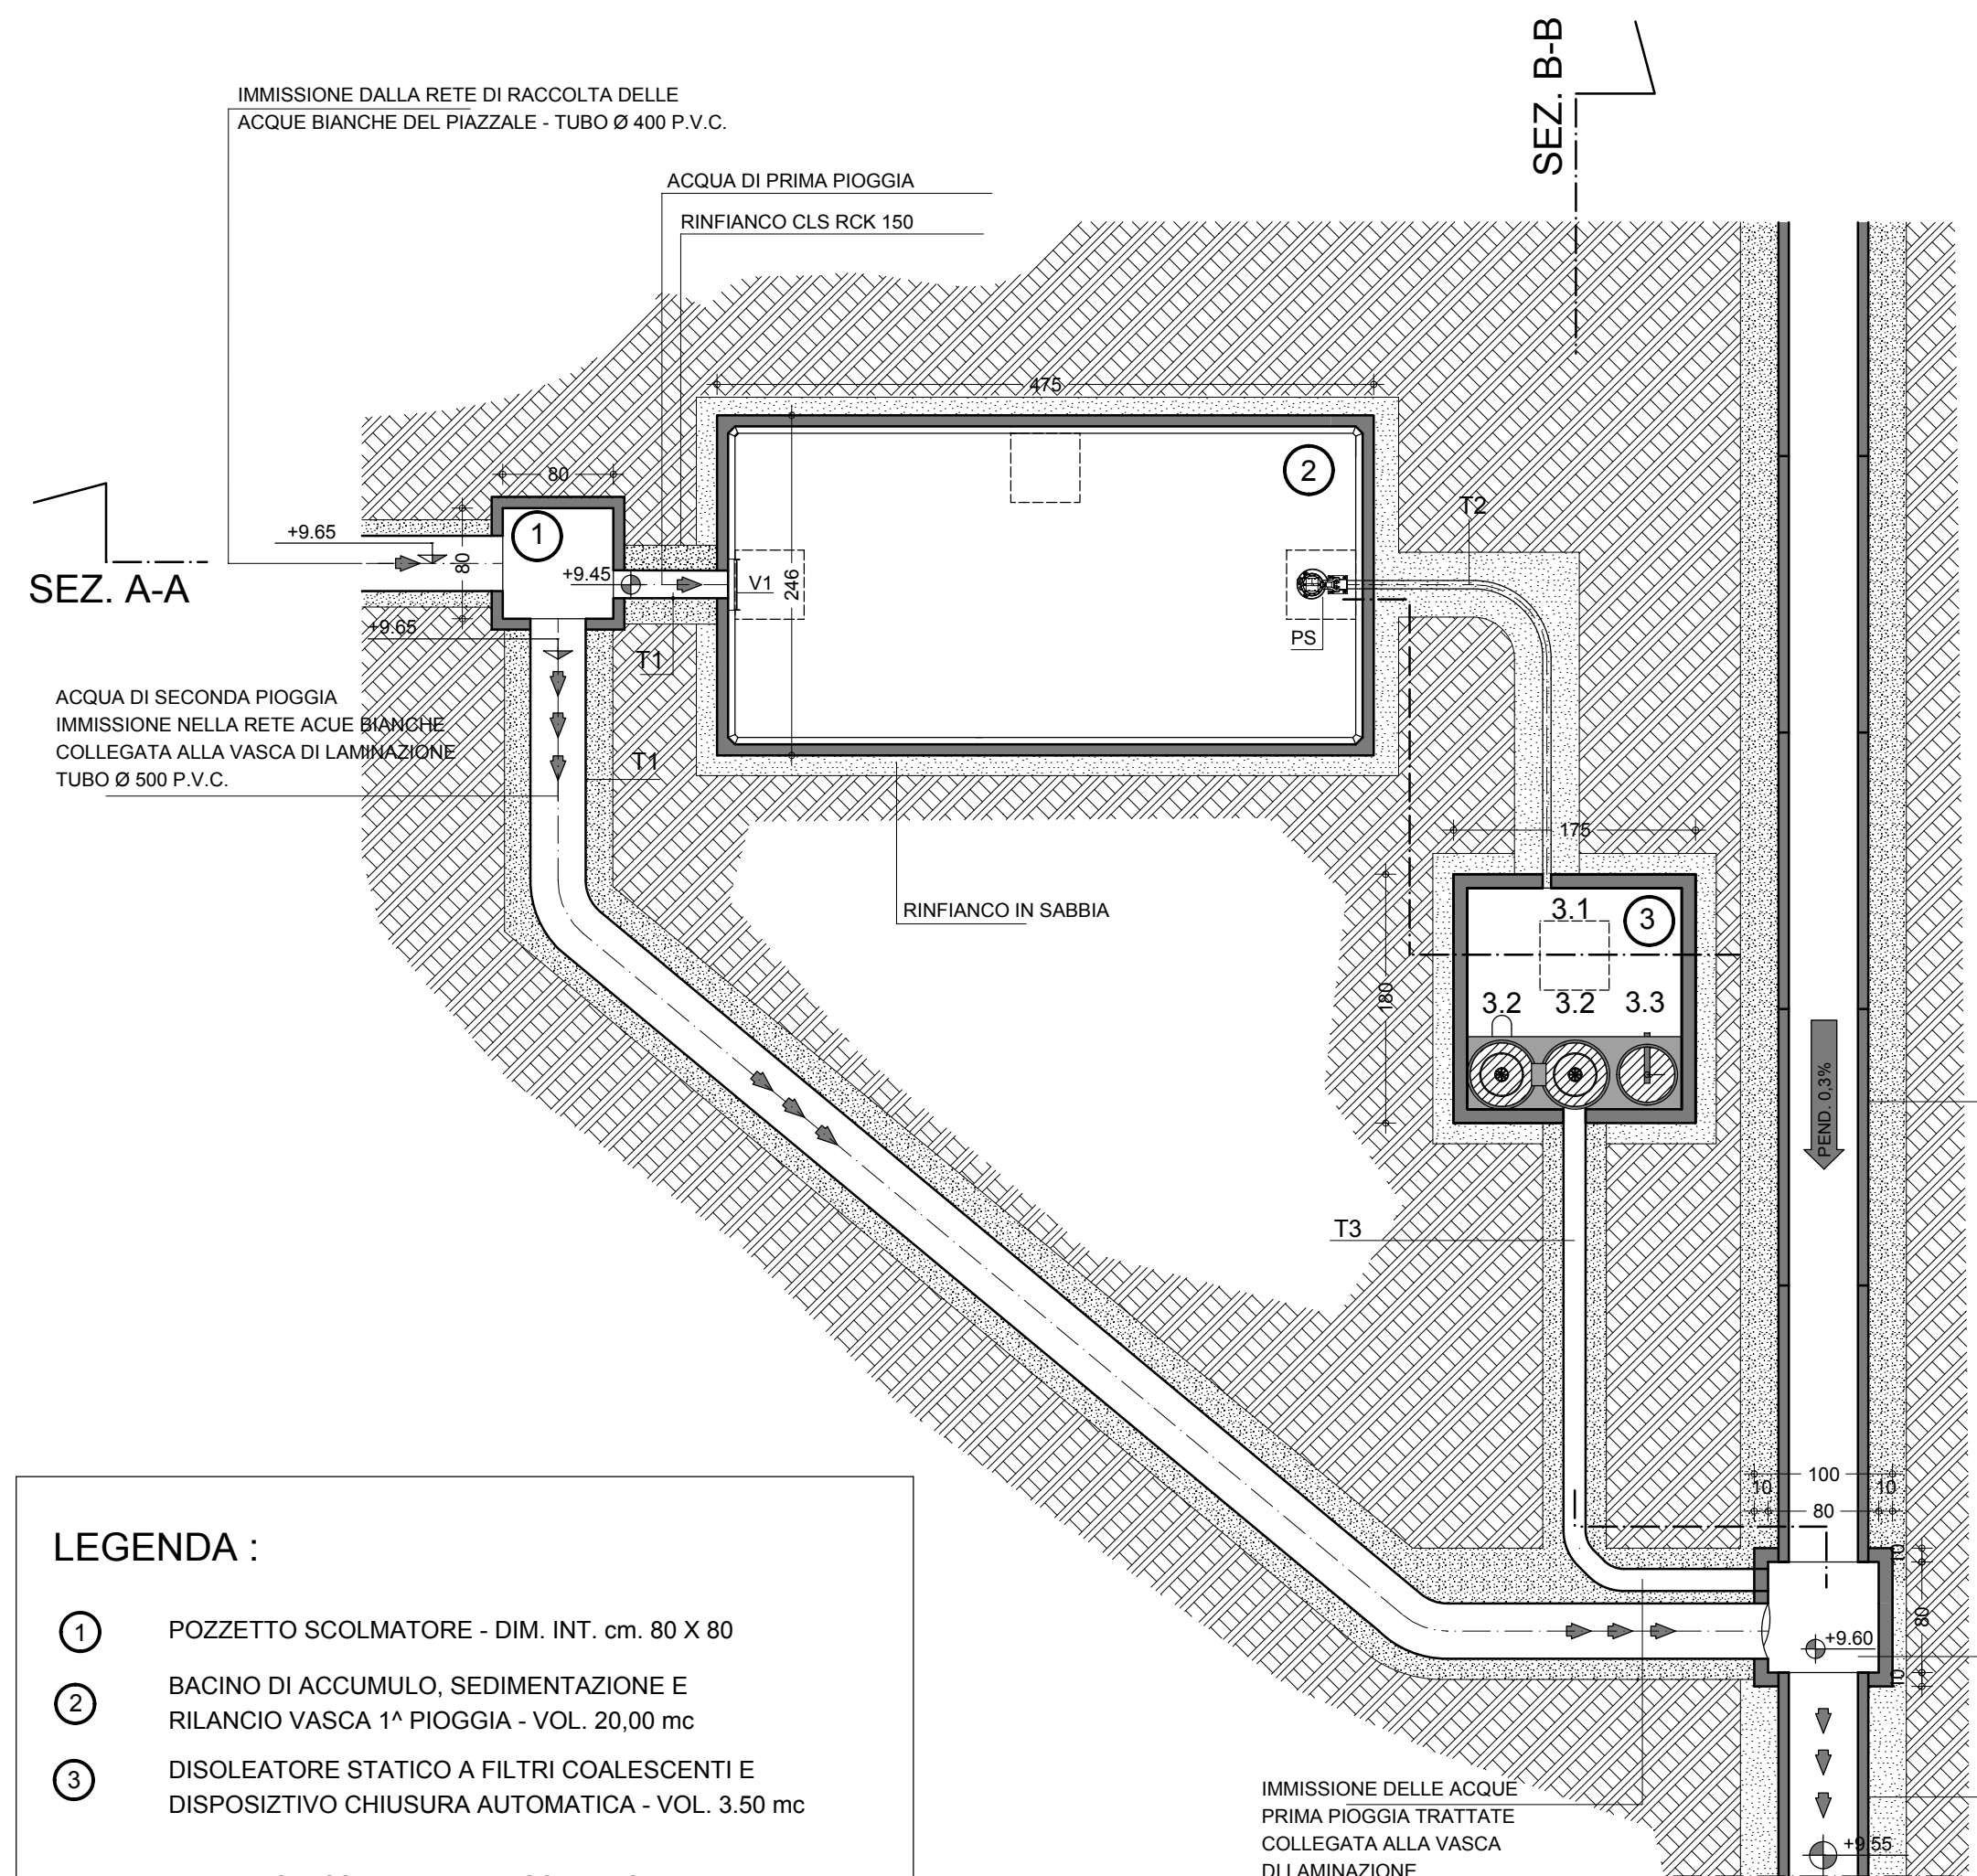 SEZ. B-B
IMMISSIONE DALLA RETE DI RACCOLTA DELLE
ACQUE BIANCHE DEL PIAZZALE - TUBO Ø 400 P.V.C.
ACQUA DI PRIMA PIOGGIA
RINFIANCO CLS RCK 150
475
80
2
1
T2
+9.65
80
SEZ. A-A
+9.45
V1
246
PS
+9.65
T1
ACQUA DI SECONDA PIOGGIA
IMMISSIONE NELLA RETE ACUE BIANCHE
COLLEGATA ALLA VASCA DI LAMINAZIONE
TUBO Ø 500 P.V.C.
T1
175
RINFIANCO IN SABBIA
3.1
3
180
3.2
3.2
3.3
PEND. 0,3%
T3
100
10
10
80
10
80
10
+9.60
LEGENDA :
1
POZZETTO SCOLMATORE - DIM. INT. cm. 80 X 80
2
BACINO DI ACCUMULO, SEDIMENTAZIONE E
RILANCIO VASCA 1^ PIOGGIA - VOL. 20,00 mc
3
DISOLEATORE STATICO A FILTRI COALESCENTI E
DISPOSIZTIVO CHIUSURA AUTOMATICA - VOL. 3.50 mc
IMMISSIONE DELLE ACQUE
PRIMA PIOGGIA TRATTATE
COLLEGATA ALLA VASCA
DI LAMINAZIONE
+9.55